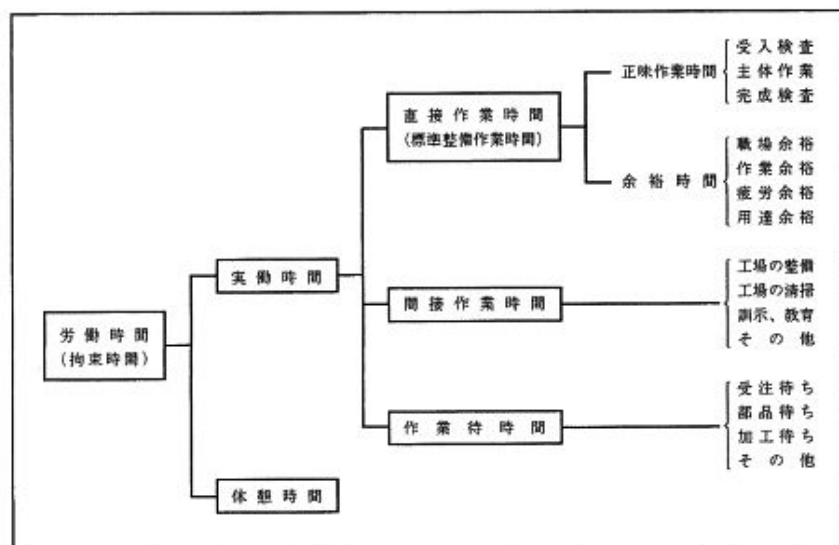 労働時間
(拘束時間)
実働時間
休憩時間
直接作業時間
(標準整備作業時間)
間接作業時間
作業待時間
正味作業時間
余裕時間
受入検査
主体作業
完成検査
職場余裕
作業余裕
疲労余裕
用達余裕
工場の整備
工場の清掃
訓示、教育
その他
受注待ち
部品待ち
加工待ち
その他